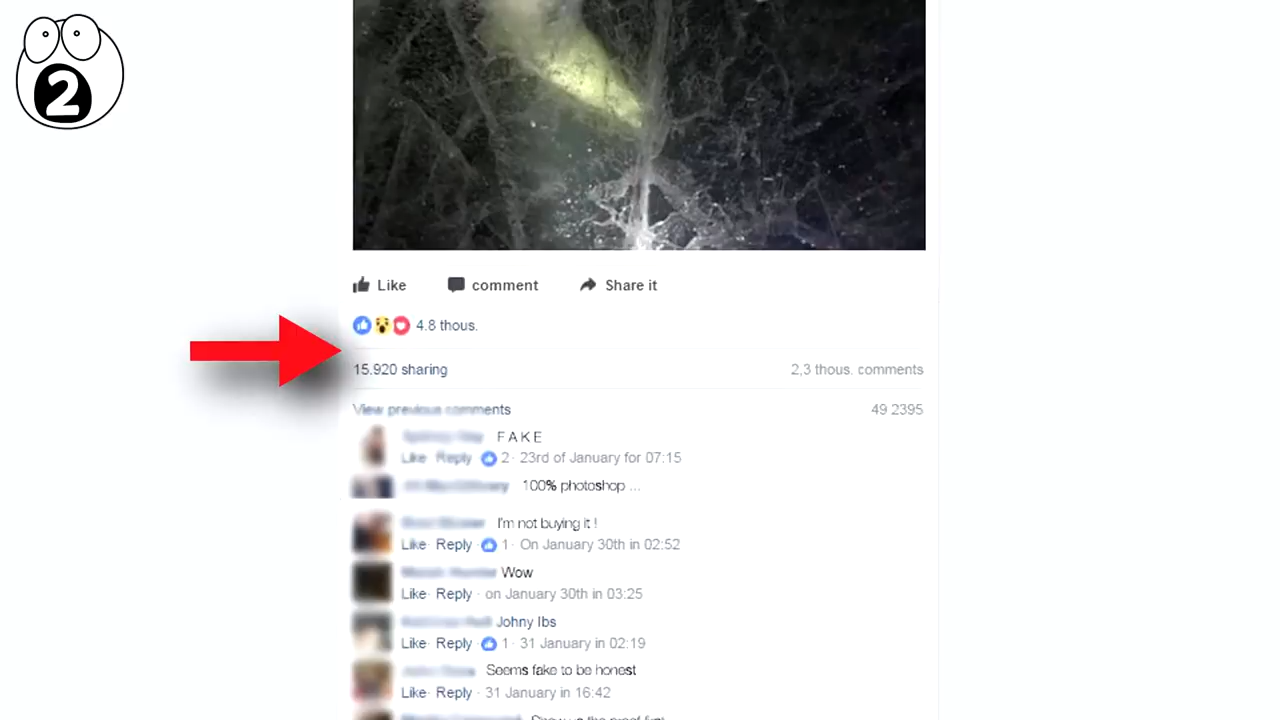 2
Like comment Share it
4.8 thous.
15.920 sharing 2,3 thous. comments
View previous comments 49 2395
F A K E
Like· Reply · 2· 23rd of January for 07:15
100% photoshop ...
I'm not buying it !
Like· Reply · 1· On January 30th in 02:52
Wow
Like· Reply · on January 30th in 03:25
Johny Ibs
Like· Reply · 1· 31 January in 02:19
Seems fake to be honest
Like· Reply · 31 January in 16:42